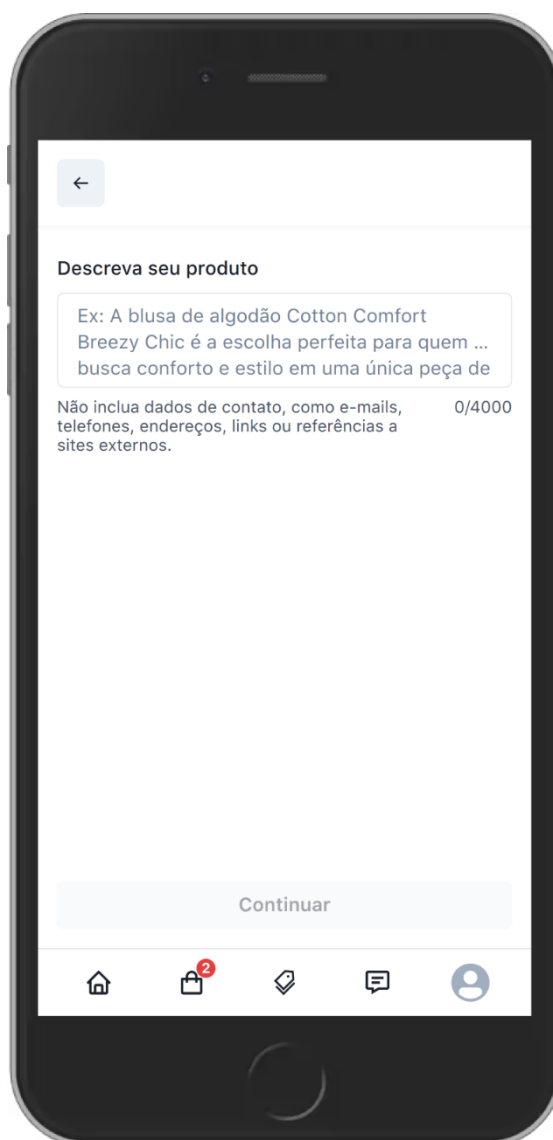 Descreva seu produto
Ex: A blusa de algodão Cotton Comfort
Breezy Chic é a escolha perfeita para quem ...
busca conforto e estilo em uma única peça de
Não inclua dados de contato, como e-mails,
telefones, endereços, links ou referências a
sites externos.
0/4000
Continuar
2